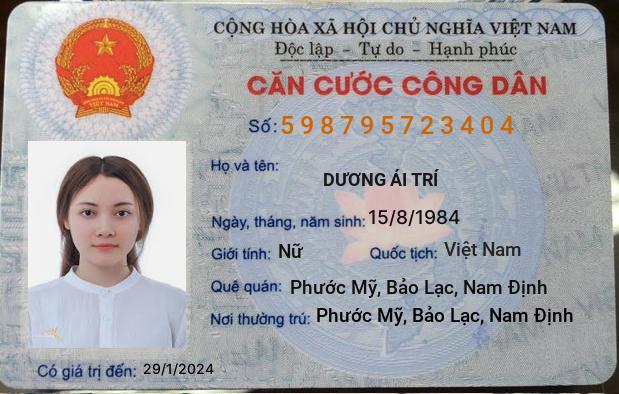 CỘNG HÒA XÃ HỘI CHỦ NGHĨA VIỆT NAM
Độc lập - Tự do - Hạnh phúc
CĂN CƯỚC CÔNG DÂN
Số: 598795723404
Họ và tên:
DƯƠNG ÁI TRÍ
Ngày, tháng, năm sinh: 15/8/1984
Giới tính: Nữ Quốc tịch: Việt Nam
Quê quán: Phước Mỹ, Bảo Lạc, Nam Định
Nơi thường trú: Phước Mỹ, Bảo Lạc, Nam Định
Có giá trị đến: 29/1/2024
VIỆT NAM